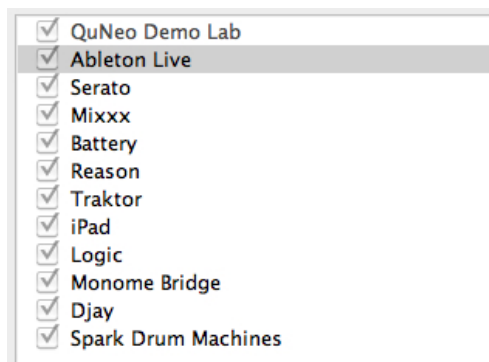 QuNeo Demo Lab
Ableton Live
Serato
Mixxx
Battery
Reason
Traktor
iPad
Logic
Monome Bridge
Djay
Spark Drum Machines